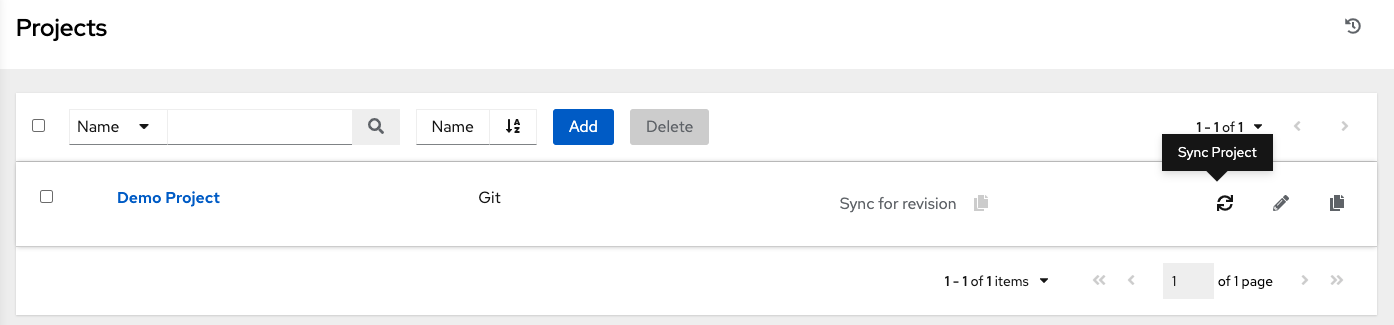 Projects
Name Name Add Delete 1 - 1 of 1
Sync Project
Demo Project Git Sync for revision
1 - 1 of 1 items 1 of 1 page